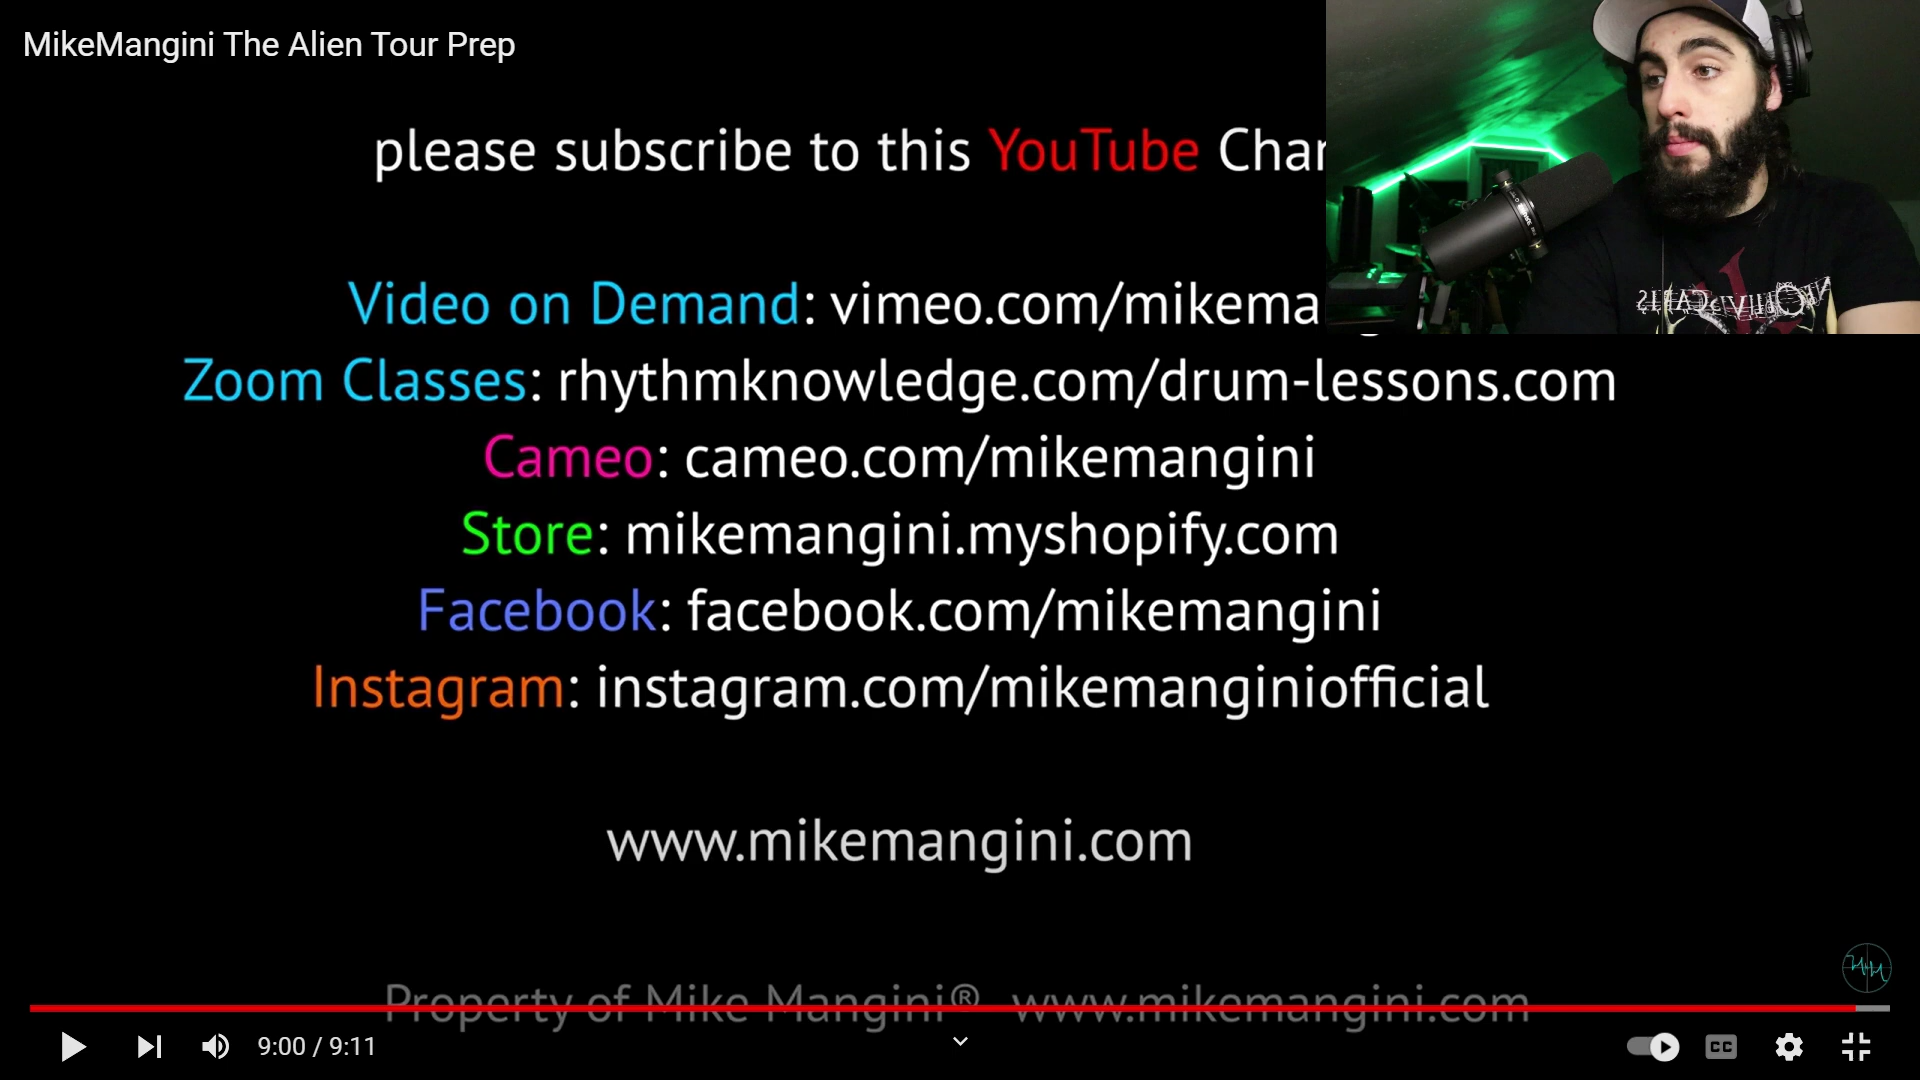 MikeMangini The Alien Tour Prep
please subscribe to this YouTube
Video on Demand: vimeo.com/mikema
Zoom Classes: rhythmknowledge.com/drum-lessons.com
Cameo: cameo.com/mikemangini
Store: mikemangini.myshopify.com
Facebook: facebook.com/mikemangini
Instagram: instagram.com/mikemanginiofficial
www.mikemangini.com
Property of Mike Mangini® www.mikemangini.com
9:00 / 9:11
CC